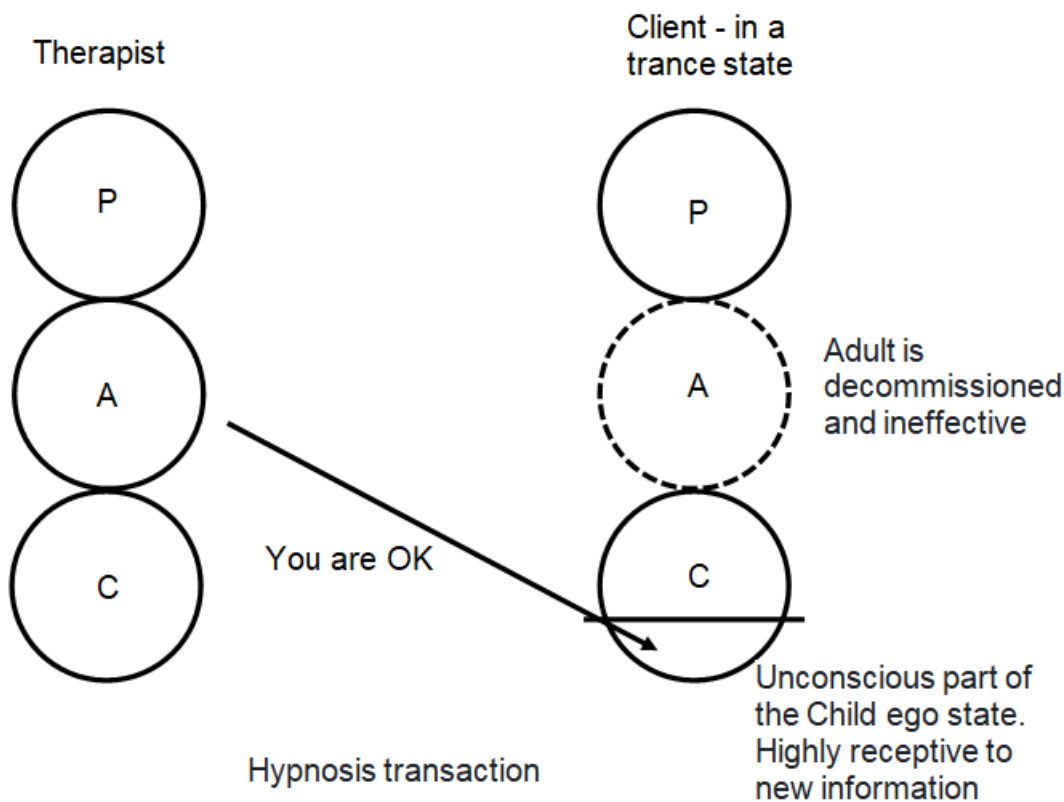 Therapist
Client - in a
trance state
P
P
A
A
Adult is
decommissioned
and ineffective
You are OK
C
C
Unconscious part of
the Child ego state.
Highly receptive to
new information
Hypnosis transaction